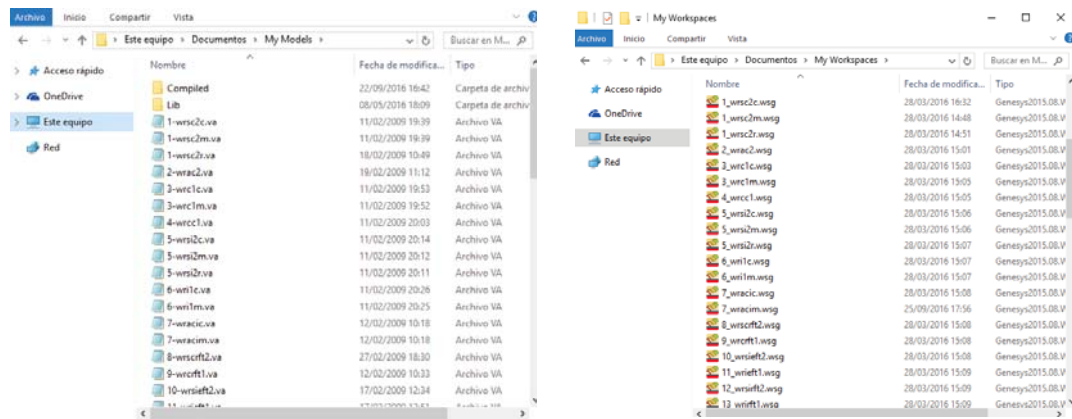 Archivo Inicio Compartir Vista
Este equipo > Documentos > My Models >
Buscar en M...
Acceso rápido
OneDrive
Este equipo
Red
Nombre Fecha de modifica... Tipo
Compiled 22/09/2016 16:42 Carpeta de archiv
Lib 08/05/2016 18:09 Carpeta de archiv
1-wrsc2c.va 11/02/2009 19:39 Archivo VA
1-wrsc2m.va 11/02/2009 19:39 Archivo VA
1-wrsc2r.va 18/02/2009 10:49 Archivo VA
2-wrac2.va 19/02/2009 11:12 Archivo VA
3-wrc1c.va 11/02/2009 19:53 Archivo VA
3-wrc1m.va 11/02/2009 19:52 Archivo VA
4-wrcc1.va 11/02/2009 20:03 Archivo VA
5-wrsi2c.va 11/02/2009 20:14 Archivo VA
5-wrsi2m.va 11/02/2009 20:12 Archivo VA
5-wrsi2r.va 11/02/2009 20:11 Archivo VA
6-wri1c.va 11/02/2009 20:26 Archivo VA
6-wri1m.va 11/02/2009 20:25 Archivo VA
7-wracic.va 12/02/2009 10:18 Archivo VA
7-wracim.va 12/02/2009 10:18 Archivo VA
8-wrscrft2.va 27/02/2009 18:30 Archivo VA
9-wrcrft1.va 12/02/2009 10:33 Archivo VA
10-wrsieft2.va 17/02/2009 12:34 Archivo VA
My Workspaces
Archivo Inicio Compartir Vista
Este equipo > Documentos > My Workspaces >
Buscar en M...
Acceso rápido
OneDrive
Este equipo
Red
Nombre Fecha de modifica... Tipo
1_wrsc2c.wsg 28/03/2016 16:32 Genesys2015.08.W
1_wrsc2m.wsg 28/03/2016 14:48 Genesys2015.08.W
1_wrsc2r.wsg 28/03/2016 14:51 Genesys2015.08.W
2_wrac2.wsg 28/03/2016 15:01 Genesys2015.08.W
3_wrc1c.wsg 28/03/2016 15:03 Genesys2015.08.W
3_wrc1m.wsg 28/03/2016 15:05 Genesys2015.08.W
4_wrcc1.wsg 28/03/2016 15:05 Genesys2015.08.W
5_wrsi2c.wsg 28/03/2016 15:06 Genesys2015.08.W
5_wrsi2m.wsg 28/03/2016 15:06 Genesys2015.08.W
5_wrsi2r.wsg 28/03/2016 15:07 Genesys2015.08.W
6_wri1c.wsg 28/03/2016 15:07 Genesys2015.08.W
6_wri1m.wsg 28/03/2016 15:07 Genesys2015.08.W
7_wracic.wsg 28/03/2016 15:08 Genesys2015.08.W
7_wracim.wsg 25/09/2016 17:56 Genesys2015.08.W
8_wrscrft2.wsg 28/03/2016 15:08 Genesys2015.08.W
9_wrcrft1.wsg 28/03/2016 15:08 Genesys2015.08.W
10_wrsieft2.wsg 28/03/2016 15:08 Genesys2015.08.W
11_wrieft1.wsg 28/03/2016 15:09 Genesys2015.08.W
12_wrsirft2.wsg 28/03/2016 15:09 Genesys2015.08.W
13 wrirft1.wsg 28/03/2016 15:09 Genesys2015.08.W